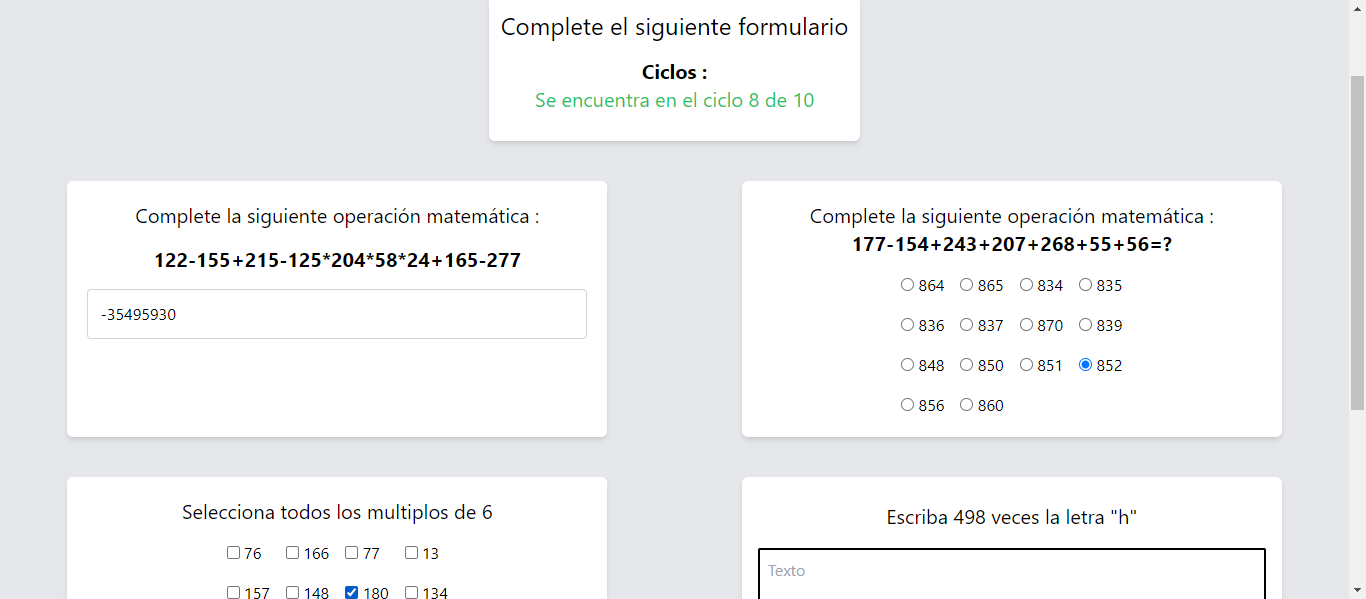 Complete el siguiente formulario
Ciclos :
Se encuentra en el ciclo 8 de 10
Complete la siguiente operación matemática :
122-155+215-125*204*58*24+165-277
-35495930
Complete la siguiente operación matemática :
177-154+243+207+268+55+56=?
864 865 834 835
836 837 870 839
848 850 851 852
856 860
Selecciona todos los multiplos de 6
76 166 77 13
157 148 180 134
Escriba 498 veces la letra "h"
Texto